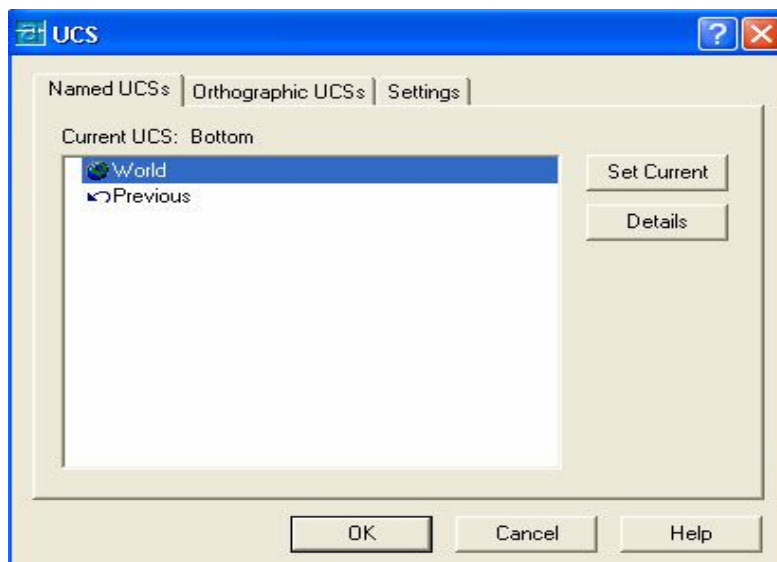 UCS
Named UCSs Orthographic UCSs Settings
Current UCS: Bottom
World
Previous
Set Current
Details
OK Cancel Help